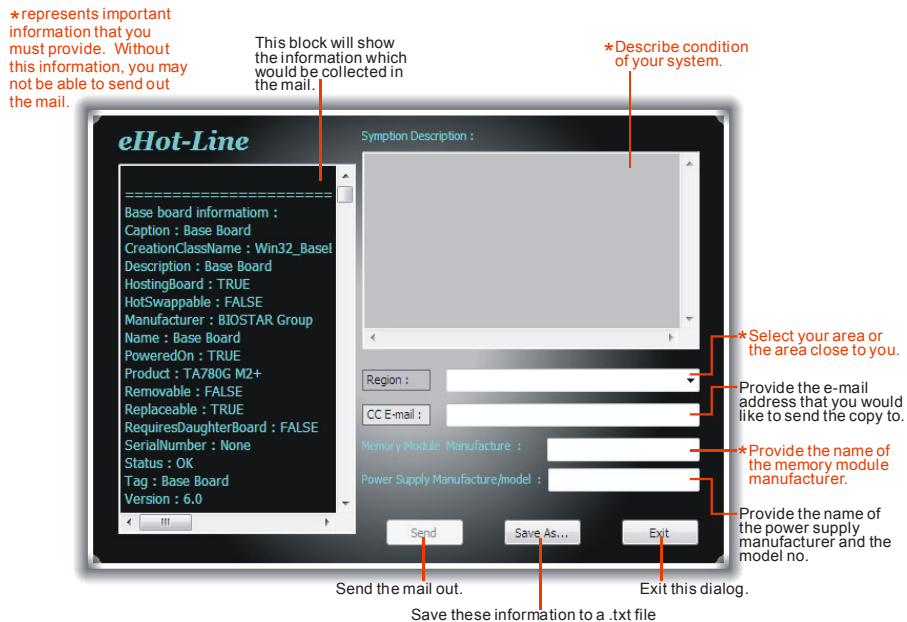 *represents important
information that you
must provide. Without
this information, you may
not be able to send out
the mail.
This block will show
the information which
would be collected in
the mail.
*Describe condition
of your system.
eHot-Line
Symption Description :
=======================
Base board informatiom :
Caption : Base Board
CreationClassName : Win32_BaseB
Description : Base Board
HostingBoard : TRUE
HotSwappable : FALSE
Manufacturer : BIOSTAR Group
Name : Base Board
PoweredOn : TRUE
Product : TA780G M2+
Removable : FALSE
Replaceable : TRUE
RequiresDaughterBoard : FALSE
SerialNumber : None
Status : OK
Tag : Base Board
Version : 6.0
*Select your area or
the area close to you.
Region :
Provide the e-mail
address that you would
like to send the copy to.
CC E-mail :
Memory Module Manufacture :
*Provide the name of
the memory module
manufacturer.
Power Supply Manufacture/model :
Provide the name of
the power supply
manufacturer and the
model no.
Send
Save As...
Exit
Send the mail out.
Exit this dialog.
Save these information to a .txt file